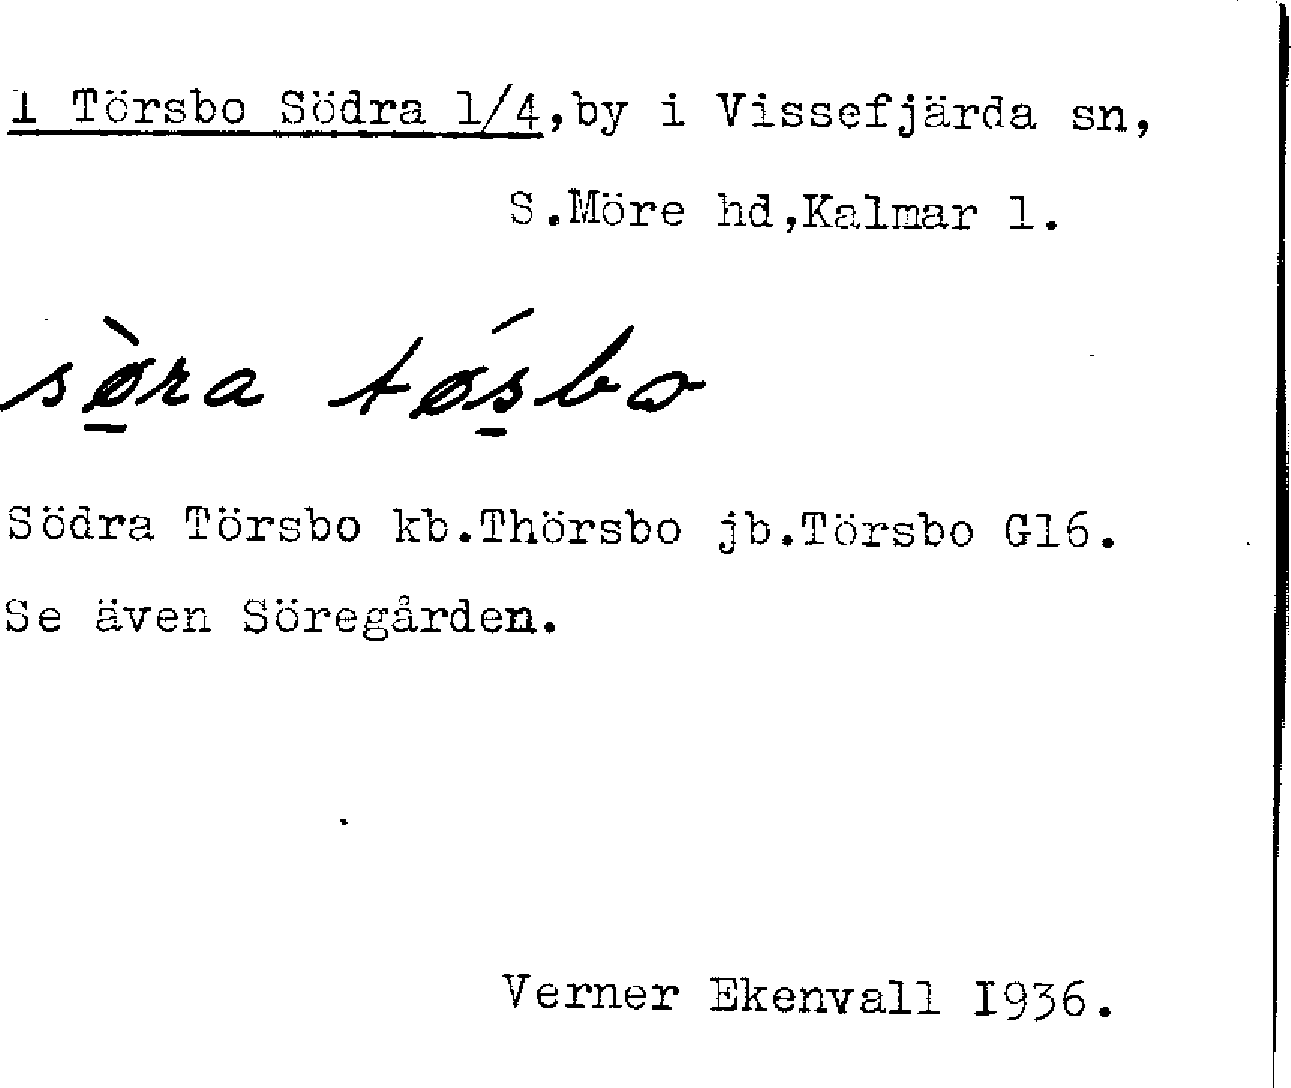 1 Törsbo Södra 1/4,by i Vissefjärda sn,
S.Möre hd,Kalmar l.
sø̀ra tǿsbo
Södra Törsbo kb.Thörsbo jb.Törsbo G16.
Se även Söregården.
Verner Ekenvall I936.